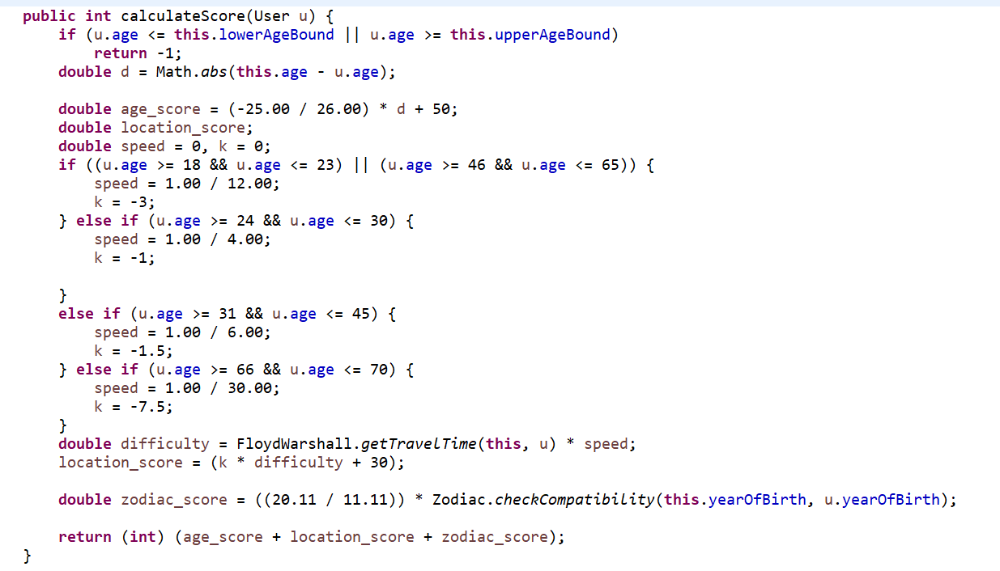 public int calculateScore(User u) {
    if (u.age <= this.lowerAgeBound || u.age >= this.upperAgeBound)
        return -1;
    double d = Math.abs(this.age - u.age);

    double age_score = (-25.00 / 26.00) * d + 50;
    double location_score;
    double speed = 0, k = 0;
    if ((u.age >= 18 && u.age <= 23) || (u.age >= 46 && u.age <= 65)) {
        speed = 1.00 / 12.00;
        k = -3;
    } else if (u.age >= 24 && u.age <= 30) {
        speed = 1.00 / 4.00;
        k = -1;

    }
    else if (u.age >= 31 && u.age <= 45) {
        speed = 1.00 / 6.00;
        k = -1.5;
    } else if (u.age >= 66 && u.age <= 70) {
        speed = 1.00 / 30.00;
        k = -7.5;
    }
    double difficulty = FloydWarshall.getTravelTime(this, u) * speed;
    location_score = (k * difficulty + 30);

    double zodiac_score = ((20.11 / 11.11)) * Zodiac.checkCompatibility(this.yearOfBirth, u.yearOfBirth);

    return (int) (age_score + location_score + zodiac_score);
}